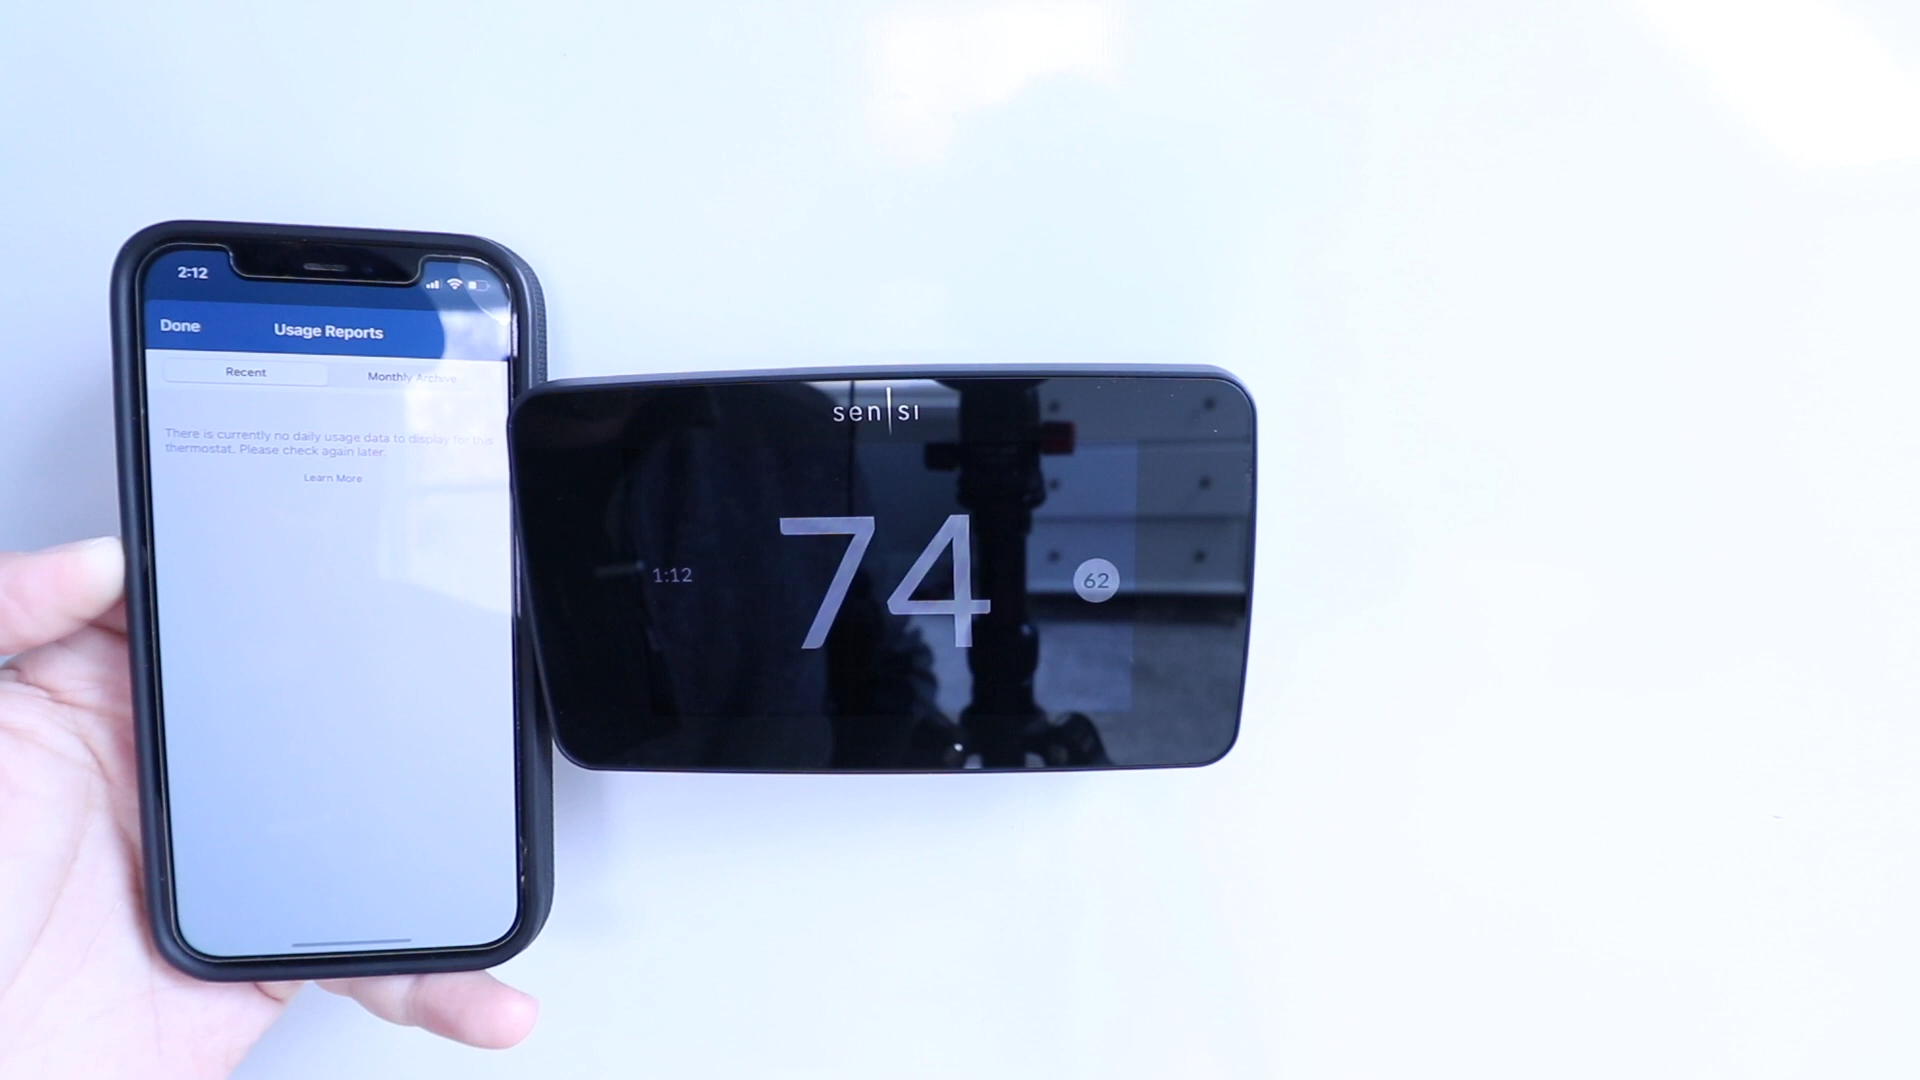 2:12
Done
Usage Reports
Recent
Monthly Archive
There is currently no daily usage data to display for this
thermostat. Please check again later.
Learn More
sensi
1:12
74
62